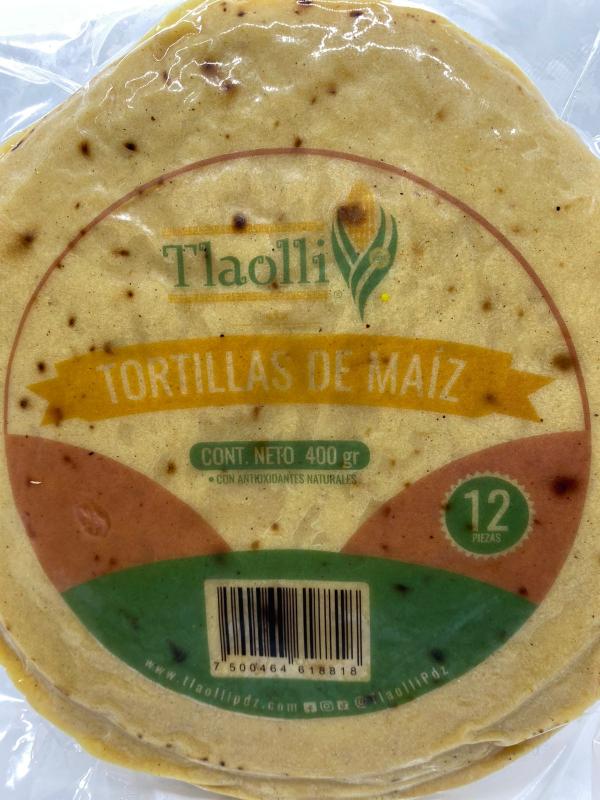 Tlaolli
TORTILLAS DE MAÍZ
CONT. NETO 400 gr
• CON ANTIOXIDANTES NATURALES
12
PIEZAS
7 500464 618818
www.tlaollipdz.com @TlaolliPdz